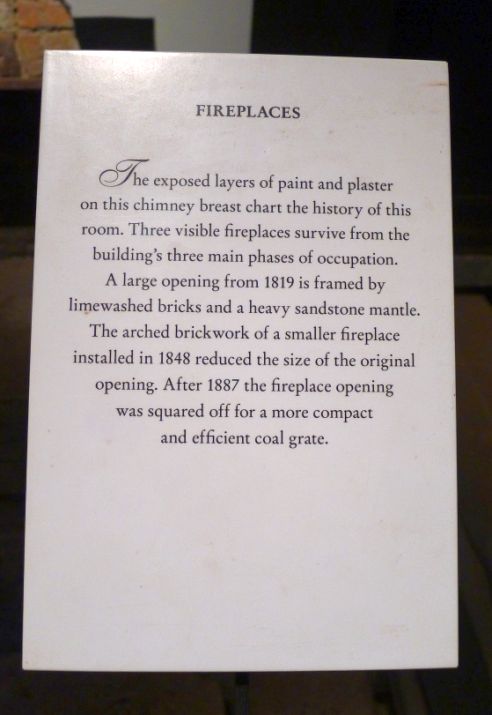 FIREPLACES
The exposed layers of paint and plaster
on this chimney breast chart the history of this
room. Three visible fireplaces survive from the
building's three main phases of occupation.
A large opening from 1819 is framed by
limewashed bricks and a heavy sandstone mantle.
The arched brickwork of a smaller fireplace
installed in 1848 reduced the size of the original
opening. After 1887 the fireplace opening
was squared off for a more compact
and efficient coal grate.